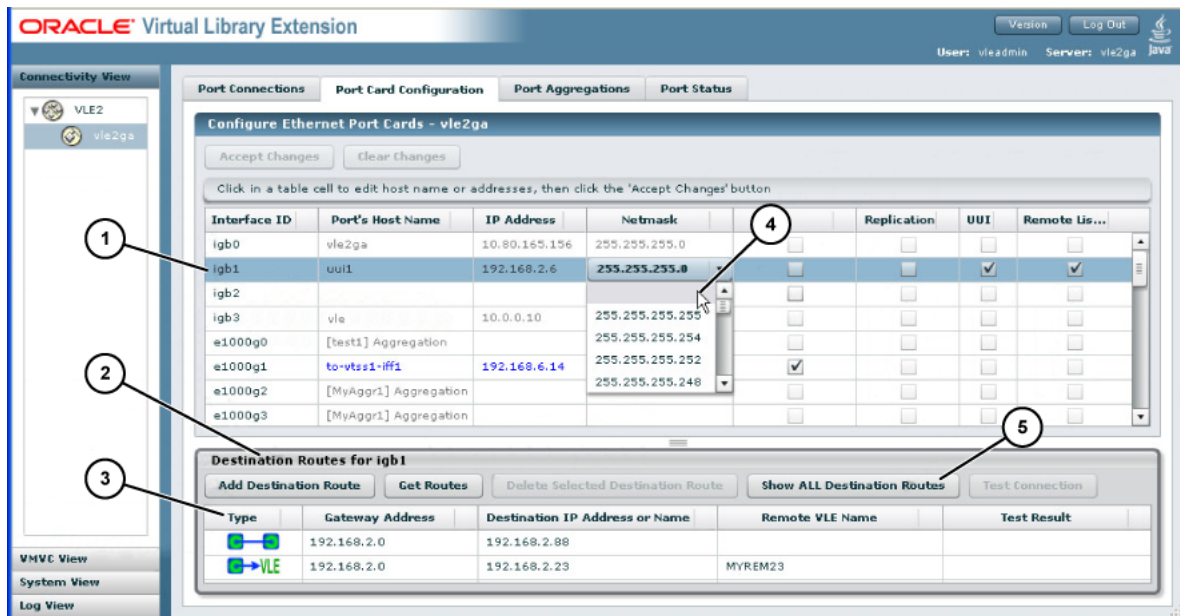 ORACLE Virtual Library Extension
Version
Log Out
User: vleadmin Server: vle2ga
Java
Connectivity View
VLE2
vle2ga
Port Connections
Port Card Configuration
Port Aggregations
Port Status
Configure Ethernet Port Cards - vle2ga
Accept Changes
Clear Changes
Click in a table cell to edit host name or addresses, then click the 'Accept Changes' button
Interface ID Port's Host Name IP Address Netmask Replication UUI Remote Lis...
igb0 vle2ga 10.80.165.156 255.255.255.0
igb1 uui1 192.168.2.6 255.255.255.0
igb2
igb3 vle 10.0.0.10 255.255.255.255
e1000g0 [test1] Aggregation 255.255.255.254
e1000g1 to-vtss1-iff1 192.168.6.14 255.255.255.252
e1000g2 [MyAggr1] Aggregation 255.255.255.248
e1000g3 [MyAggr1] Aggregation
1
2
3
4
5
Destination Routes for igb1
Add Destination Route
Get Routes
Delete Selected Destination Route
Show ALL Destination Routes
Test Connection
Type Gateway Address Destination IP Address or Name Remote VLE Name Test Result
192.168.2.0 192.168.2.88
VLE 192.168.2.0 192.168.2.23 MYREM23
VMVC View
System View
Log View